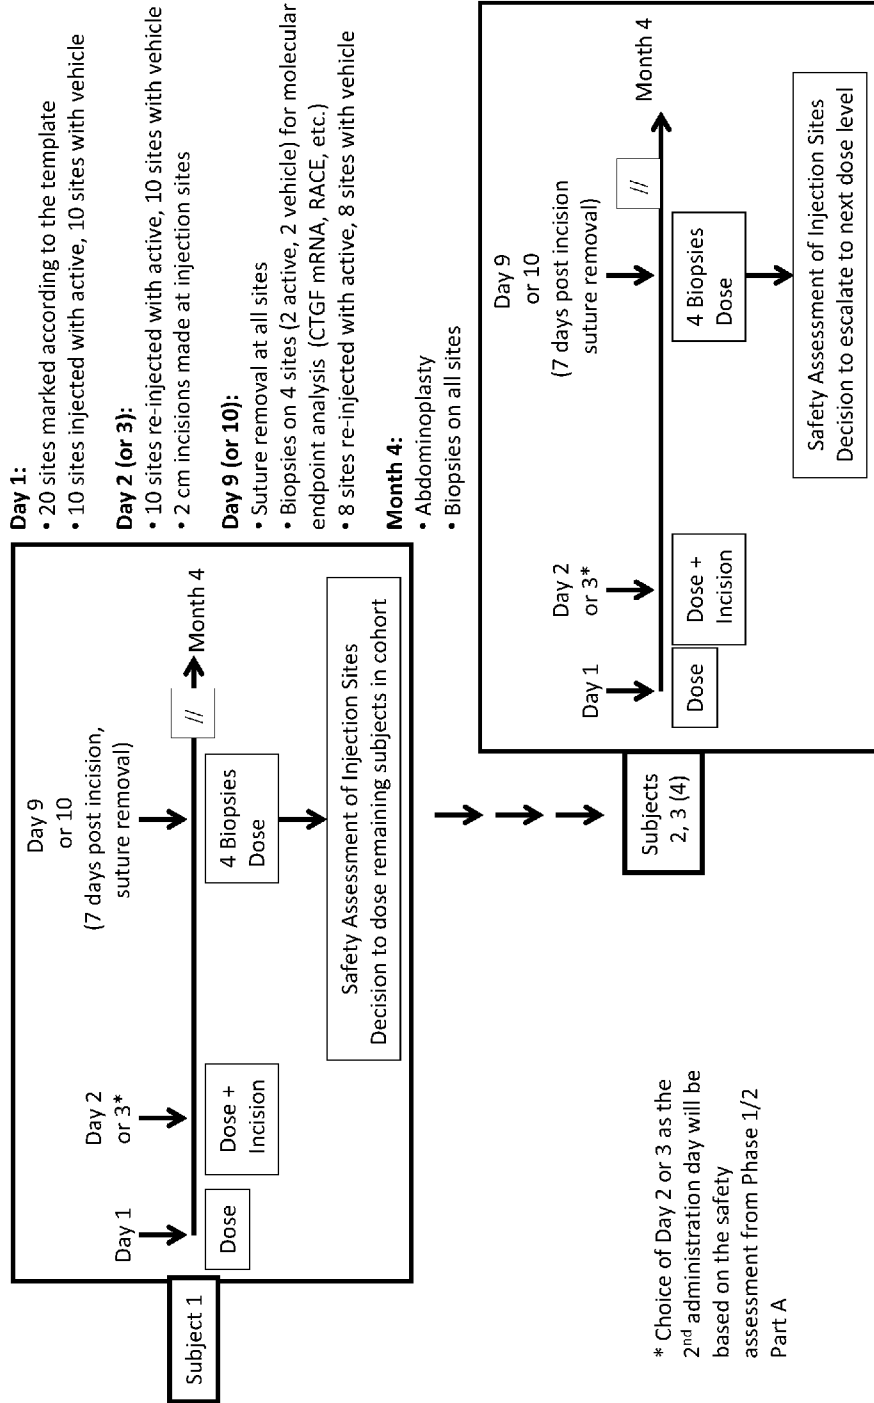 Subject 1
Day 1
Day 2
or 3*
Day 9
or 10
(7 days post incision,
suture removal)
//
Month 4
Dose
Dose +
Incision
4 Biopsies
Dose
Safety Assessment of Injection Sites
Decision to dose remaining subjects in cohort
Day 1:
• 20 sites marked according to the template
• 10 sites injected with active, 10 sites with vehicle
Day 2 (or 3):
• 10 sites re-injected with active, 10 sites with vehicle
• 2 cm incisions made at injection sites
Day 9 (or 10):
• Suture removal at all sites
• Biopsies on 4 sites (2 active, 2 vehicle) for molecular
endpoint analysis (CTGF mRNA, RACE, etc.)
• 8 sites re-injected with active, 8 sites with vehicle
Month 4:
• Abdominoplasty
• Biopsies on all sites
Subjects
2, 3 (4)
Day 1
Day 2
or 3*
Day 9
or 10
(7 days post incision
suture removal)
//
Month 4
Dose
Dose +
Incision
4 Biopsies
Dose
Safety Assessment of Injection Sites
Decision to escalate to next dose level
* Choice of Day 2 or 3 as the
2nd administration day will be
based on the safety
assessment from Phase 1/2
Part A